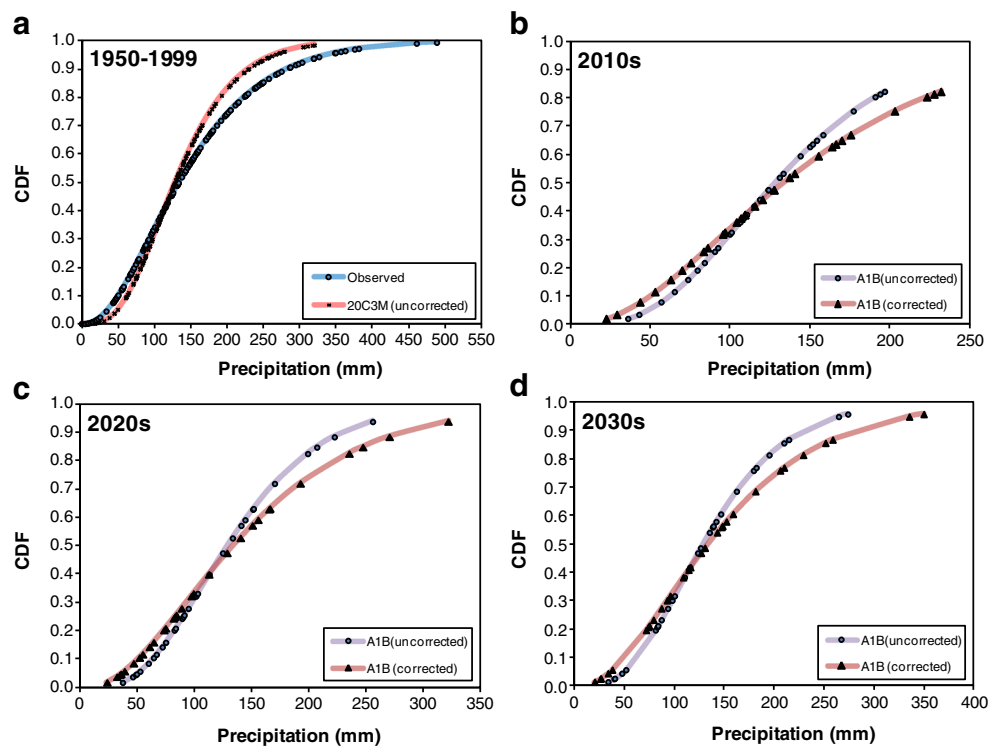 a
1950-1999
CDF
1.0
0.9
0.8
0.7
0.6
0.5
0.4
0.3
0.2
0.1
0.0
0 50 100 150 200 250 300 350 400 450 500 550
Precipitation (mm)
Observed
20C3M (uncorrected)
b
2010s
CDF
1.0
0.9
0.8
0.7
0.6
0.5
0.4
0.3
0.2
0.1
0.0
0 50 100 150 200 250
Precipitation (mm)
A1B(uncorrected)
A1B (corrected)
c
2020s
CDF
1.0
0.9
0.8
0.7
0.6
0.5
0.4
0.3
0.2
0.1
0.0
0 50 100 150 200 250 300 350
Precipitation (mm)
A1B(uncorrected)
A1B (corrected)
d
2030s
CDF
1.0
0.9
0.8
0.7
0.6
0.5
0.4
0.3
0.2
0.1
0.0
0 50 100 150 200 250 300 350 400
Precipitation (mm)
A1B(uncorrected)
A1B (corrected)